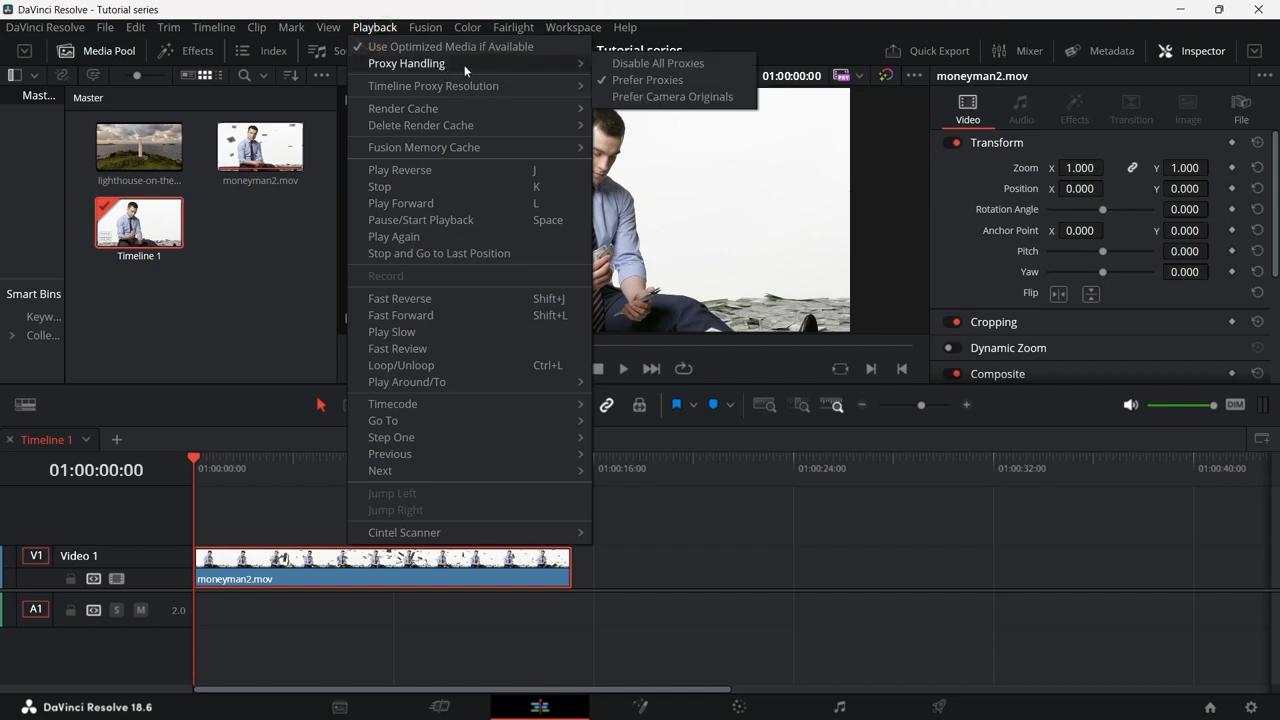 DaVinci Resolve - Tutorial series
DaVinci Resolve File Edit Trim Timeline Clip Mark View Playback Fusion Color Fairlight Workspace Help
Media Pool Effects Index Tutorial series Quick Export Mixer Metadata Inspector
01:00:00:00 moneyman2.mov
Mast... Master
lighthouse-on-the... moneyman2.mov
Timeline 1
Smart Bins
Keyw...
Colle...
Use Optimized Media if Available
Proxy Handling
Timeline Proxy Resolution
Render Cache
Delete Render Cache
Fusion Memory Cache
Play Reverse J
Stop K
Play Forward L
Pause/Start Playback Space
Play Again
Stop and Go to Last Position
Record
Fast Reverse Shift+J
Fast Forward Shift+L
Play Slow
Fast Review
Loop/Unloop Ctrl+L
Play Around/To
Timecode
Go To
Step One
Previous
Next
Jump Left
Jump Right
Cintel Scanner
Disable All Proxies
Prefer Proxies
Prefer Camera Originals
Video Audio Effects Transition Image File
Transform
Zoom X 1.000 Y 1.000
Position X 0.000 Y 0.000
Rotation Angle 0.000
Anchor Point X 0.000 Y 0.000
Pitch 0.000
Yaw 0.000
Flip
Cropping
Dynamic Zoom
Composite
DIM
Timeline 1
01:00:00:00 01:00:00:00 01:00:16:00 01:00:24:00 01:00:32:00 01:00:40:00
V1 Video 1
moneyman2.mov
A1 S M 2.0
DaVinci Resolve 18.6